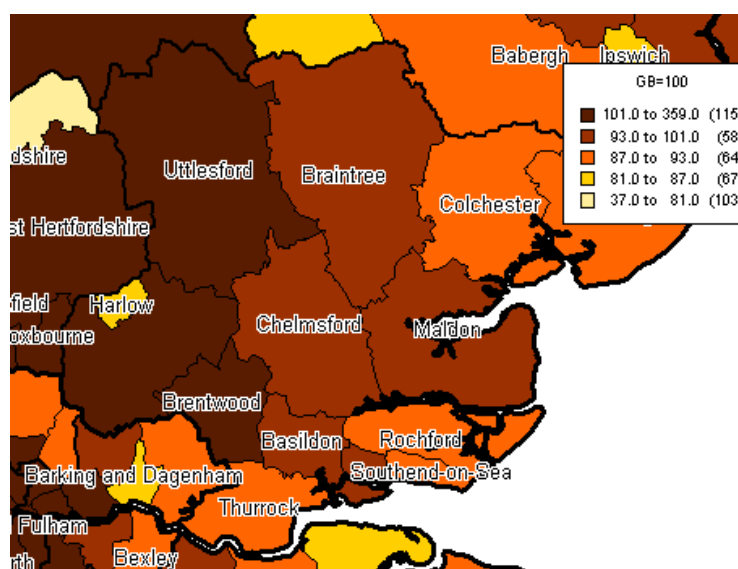 Babergh
Ipswich
GB=100
101.0 to 359.0 (115
93.0 to 101.0 (58
87.0 to 93.0 (64
81.0 to 87.0 (67
37.0 to 81.0 (103
dshire
Uttlesford
Braintree
Colchester
st Hertfordshire
field
Harlow
oxbourne
Chelmsford
Maldon
Brentwood
Basildon
Rochford
Barking and Dagenham
Southend-on-Sea
Thurrock
Fulham
Bexley
rth